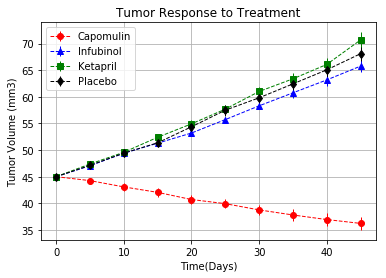 Tumor Response to Treatment
Capomulin
Infubinol
Ketapril
Placebo
Tumor Volume (mm3)
70
65
60
55
50
45
40
35
0
10
20
30
40
Time(Days)